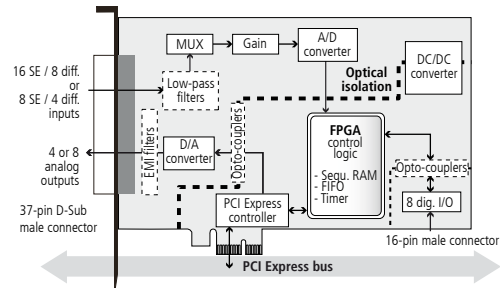 MUX
Gain
A/D
converter
DC/DC
converter
16 SE / 8 diff.
or
8 SE / 4 diff.
inputs
Low-pass
filters
Optical
isolation
EMI filters
D/A
converter
Opto-couplers
FPGA
control
logic
- Sequ. RAM
- FIFO
- Timer
Opto-couplers
8 dig. I/O
4 or 8
analog
outputs
PCI Express
controller
37-pin D-Sub
male connector
16-pin male connector
PCI Express bus